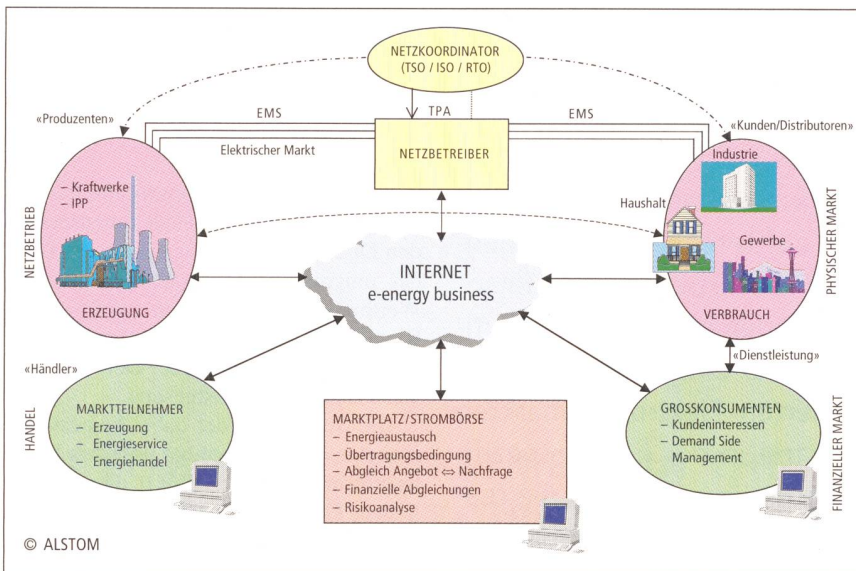 NETZKOORDINATOR
(TSO / ISO / RTO)
«Produzenten»
EMS
TPA
EMS
«Kunden/Distributoren»
Elektrischer Markt
NETZBETREIBER
Industrie
– Kraftwerke
– IPP
Haushalt
Gewerbe
NETZBETRIEB
PHYSISCHER MARKT
INTERNET
e-energy business
ERZEUGUNG
VERBRAUCH
«Händler»
«Dienstleistung»
HANDEL
MARKTTEILNEHMER
– Erzeugung
– Energieservice
– Energiehandel
MARKTPLATZ/STROMBÖRSE
– Energieaustausch
– Übertragungsbedingung
– Abgleich Angebot ⇔ Nachfrage
– Finanzielle Abgleichungen
– Risikoanalyse
GROSSKONSUMENTEN
– Kundeninteressen
– Demand Side
Management
FINANZIELLER MARKT
© ALSTOM